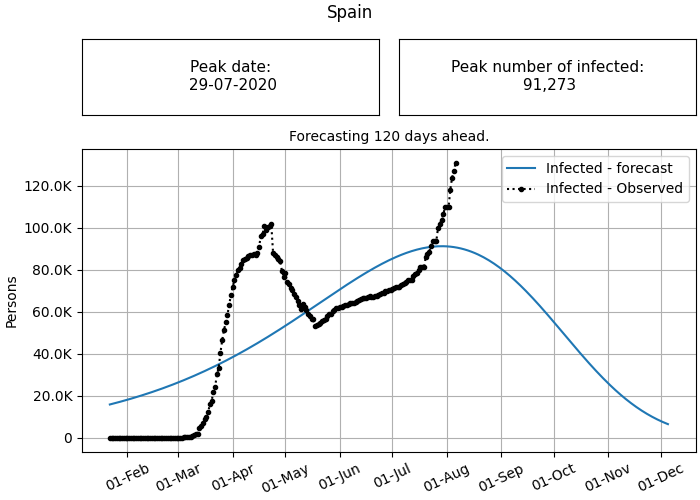 Spain
Peak date:
29-07-2020
Peak number of infected:
91,273
Forecasting 120 days ahead.
Infected - forecast
Infected - Observed
120.0K
100.0K
80.0K
60.0K
40.0K
20.0K
0
Persons
01-Feb
01-Mar
01-Apr
01-May
01-Jun
01-Jul
01-Aug
01-Sep
01-Oct
01-Nov
01-Dec